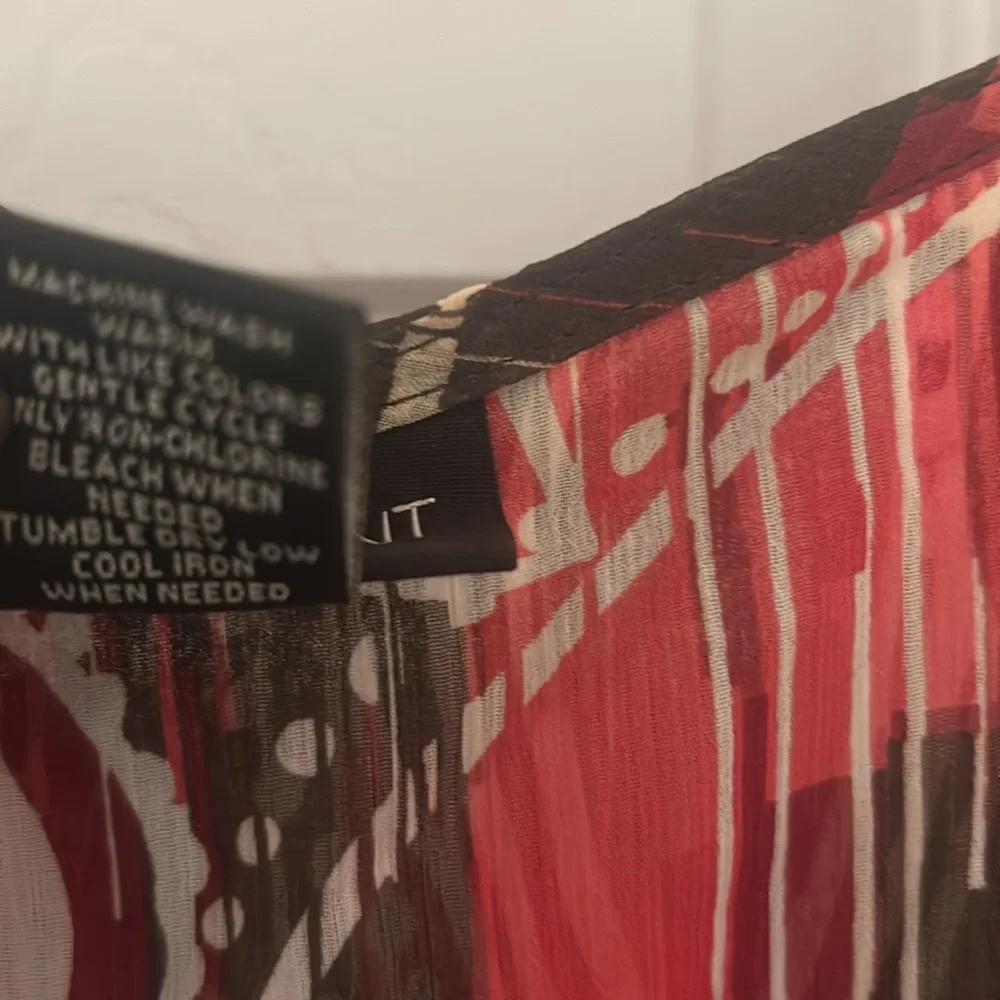 MACHINE WASH
WARM
WITH LIKE COLORS
GENTLE CYCLE
NLY NON-CHLORINE
BLEACH WHEN
NEEDED
TUMBLE DRY LOW
COOL IRON
WHEN NEEDED
IT